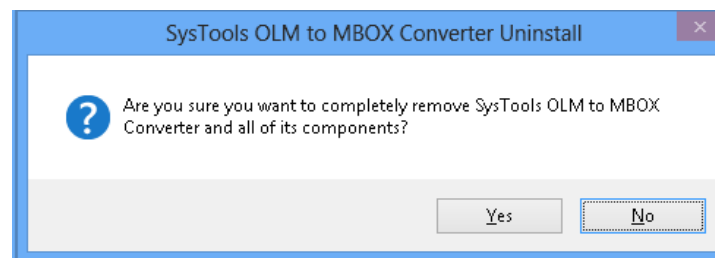 SysTools OLM to MBOX Converter Uninstall
Are you sure you want to completely remove SysTools OLM to MBOX
Converter and all of its components?
Yes
No